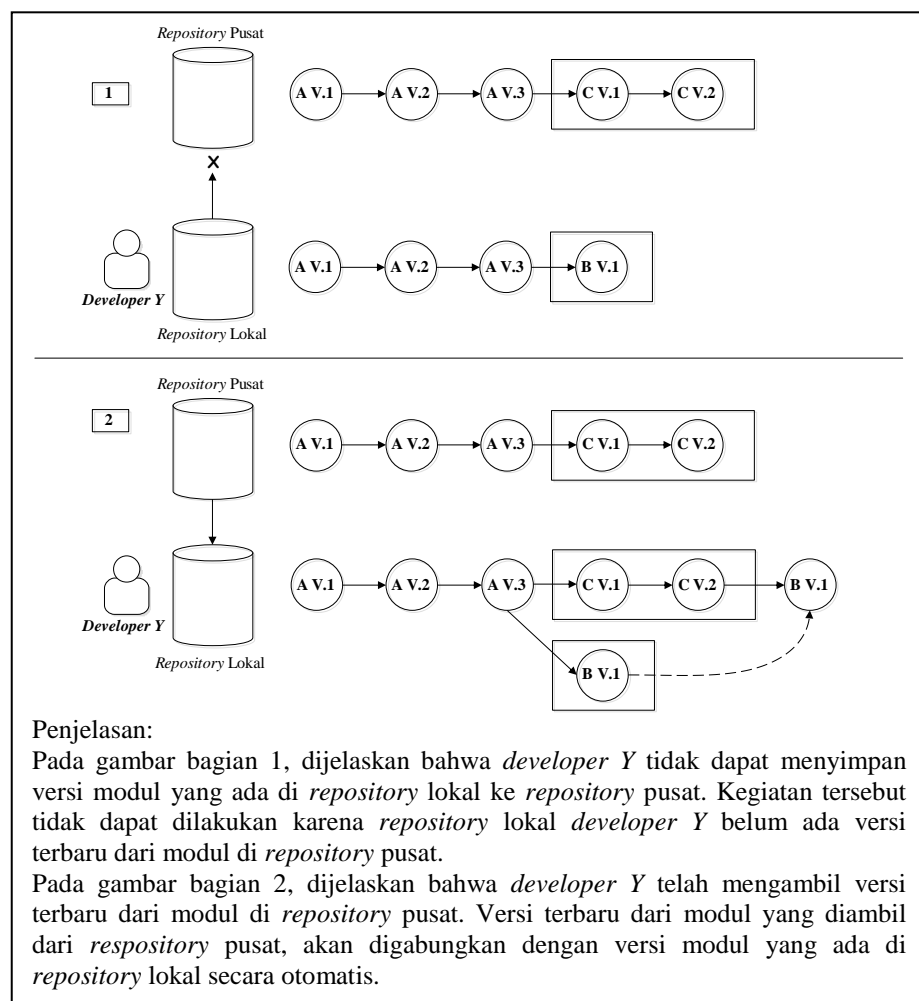 Repository Pusat
1
A V.1 A V.2 A V.3 C V.1 C V.2
X
A V.1 A V.2 A V.3 B V.1
Developer Y
Repository Lokal
Repository Pusat
2
A V.1 A V.2 A V.3 C V.1 C V.2
A V.1 A V.2 A V.3 C V.1 C V.2 B V.1
Developer Y
Repository Lokal
B V.1
Penjelasan:
Pada gambar bagian 1, dijelaskan bahwa developer Y tidak dapat menyimpan
versi modul yang ada di repository lokal ke repository pusat. Kegiatan tersebut
tidak dapat dilakukan karena repository lokal developer Y belum ada versi
terbaru dari modul di repository pusat.
Pada gambar bagian 2, dijelaskan bahwa developer Y telah mengambil versi
terbaru dari modul di repository pusat. Versi terbaru dari modul yang diambil
dari respository pusat, akan digabungkan dengan versi modul yang ada di
repository lokal secara otomatis.